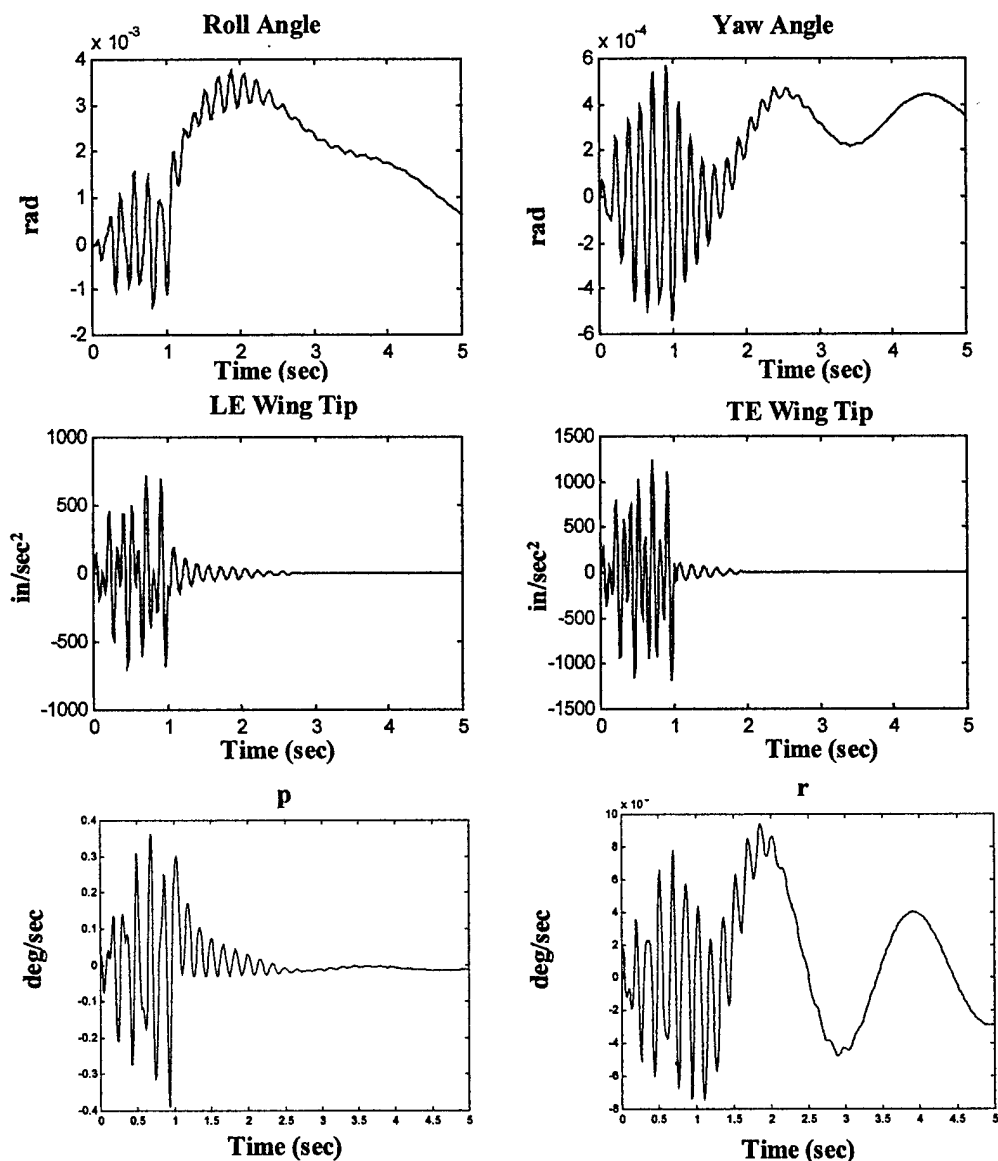 Roll Angle
x 10⁻³
4
3
2
1
0
-1
-2
rad
0 1 2 3 4 5
Time (sec)
Yaw Angle
x 10⁻⁴
6
4
2
0
-2
-4
-6
rad
0 1 2 3 4 5
Time (sec)
LE Wing Tip
1000
500
0
-500
-1000
in/sec²
0 1 2 3 4 5
Time (sec)
TE Wing Tip
1500
1000
500
0
-500
-1000
-1500
in/sec²
0 1 2 3 4 5
Time (sec)
p
0.4
0.3
0.2
0.1
0
-0.1
-0.2
-0.3
-0.4
deg/sec
0 0.5 1 1.5 2 2.5 3 3.5 4 4.5 5
Time (sec)
r
x 10
10
8
6
4
2
0
-2
-4
-6
-8
deg/sec
0 0.5 1 1.5 2 2.5 3 3.5 4 4.5 5
Time (sec)